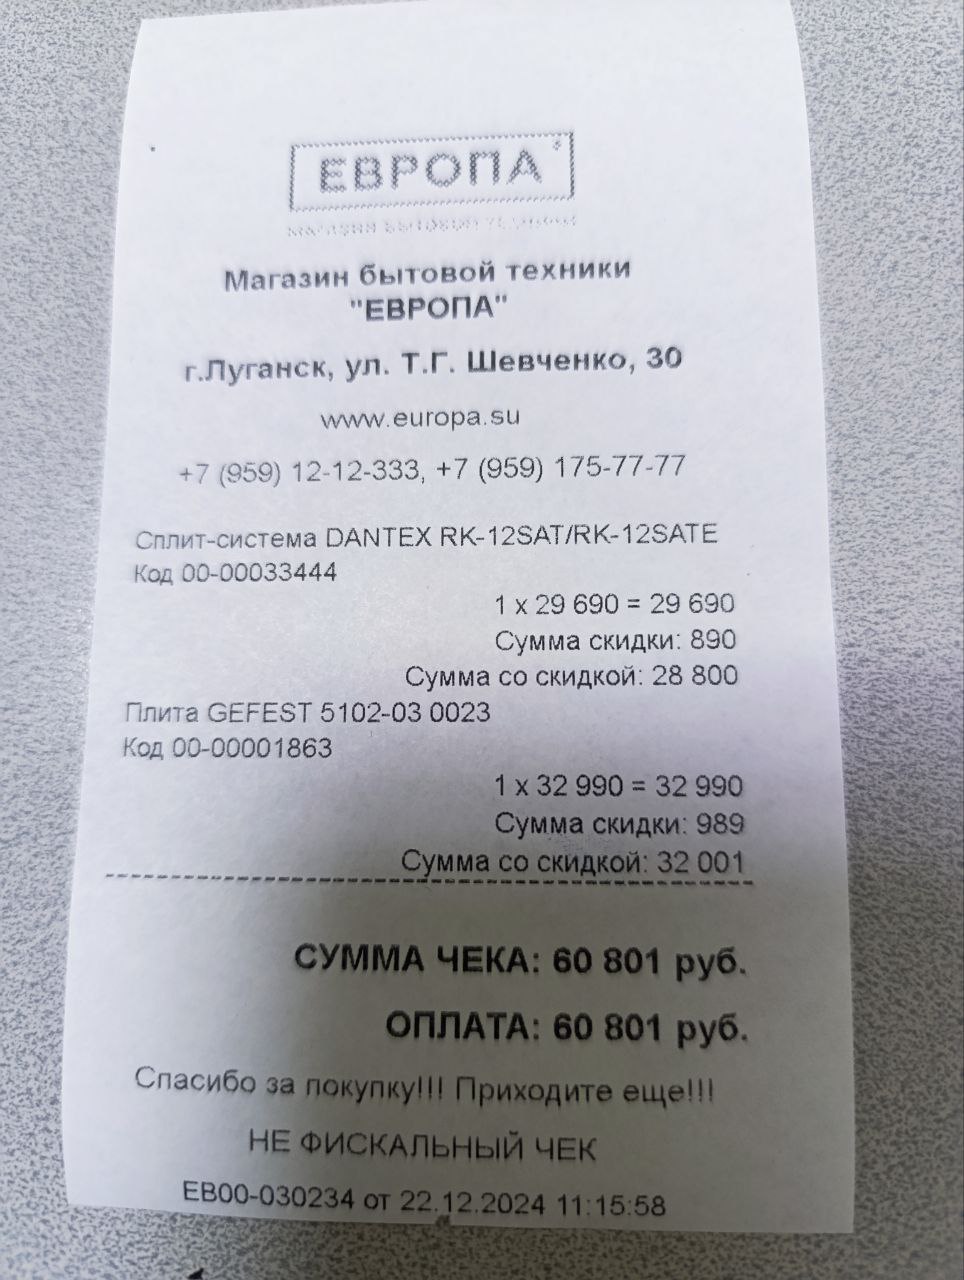 ЕВРОПА
МАГАЗИН БЫТОВОЙ ТЕХНИКИ
Магазин бытовой техники
"ЕВРОПА"
г.Луганск, ул. Т.Г. Шевченко, 30
www.europa.su
+7 (959) 12-12-333, +7 (959) 175-77-77
Сплит-система DANTEX RK-12SAT/RK-12SATE
Код 00-00033444
1 x 29 690 = 29 690
Сумма скидки: 890
Сумма со скидкой: 28 800
Плита GEFEST 5102-03 0023
Код 00-00001863
1 x 32 990 = 32 990
Сумма скидки: 989
Сумма со скидкой: 32 001
СУММА ЧЕКА: 60 801 руб.
ОПЛАТА: 60 801 руб.
Спасибо за покупку!!! Приходите еще!!!
НЕ ФИСКАЛЬНЫЙ ЧЕК
ЕВ00-030234 от 22.12.2024 11:15:58